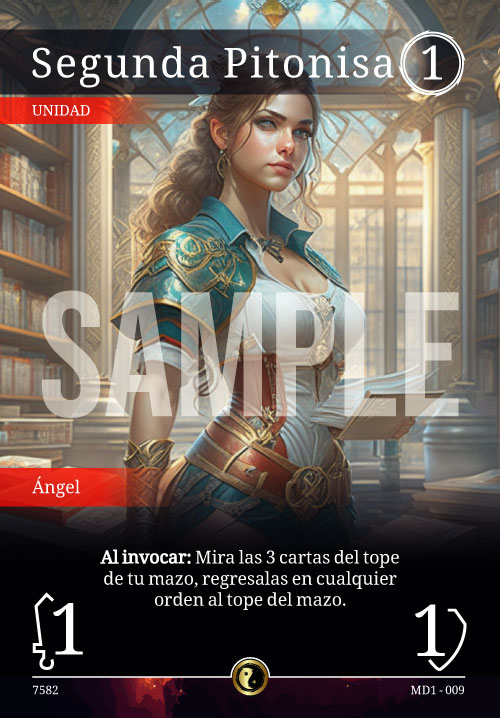 Segunda Pitonisa 1
UNIDAD
SAMPLE
Ángel
Al invocar: Mira las 3 cartas del tope
de tu mazo, regresalas en cualquier
orden al tope del mazo.
1 1
7582 MD1 - 009